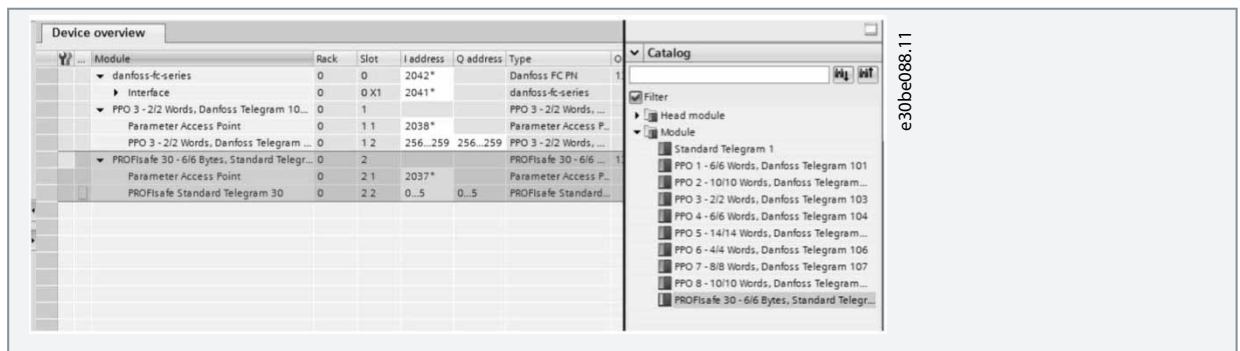 Device overview
... Module Rack Slot I address Q address Type O
danfoss-fc-series 0 0 2042* Danfoss FC PN 1
Interface 0 0 X1 2041* danfoss-fc-series
PPO 3 - 2/2 Words, Danfoss Telegram 10... 0 1 PPO 3 - 2/2 Words, ...
Parameter Access Point 0 1 1 2038* Parameter Access P...
PPO 3 - 2/2 Words, Danfoss Telegram ... 0 1 2 256...259 256...259 PPO 3 - 2/2 Words, ...
PROFIsafe 30 - 6/6 Bytes, Standard Telegr... 0 2 PROFIsafe 30 - 6/6 ... 1
Parameter Access Point 0 2 1 2037* Parameter Access P...
PROFIsafe Standard Telegram 30 0 2 2 0...5 0...5 PROFIsafe Standard...
Catalog
Filter
Head module
Module
Standard Telegram 1
PPO 1 - 6/6 Words, Danfoss Telegram 101
PPO 2 - 10/10 Words, Danfoss Telegram...
PPO 3 - 2/2 Words, Danfoss Telegram 103
PPO 4 - 6/6 Words, Danfoss Telegram 104
PPO 5 - 14/14 Words, Danfoss Telegram...
PPO 6 - 4/4 Words, Danfoss Telegram 106
PPO 7 - 8/8 Words, Danfoss Telegram 107
PPO 8 - 10/10 Words, Danfoss Telegram...
PROFIsafe 30 - 6/6 Bytes, Standard Telegr...
e30be088.11